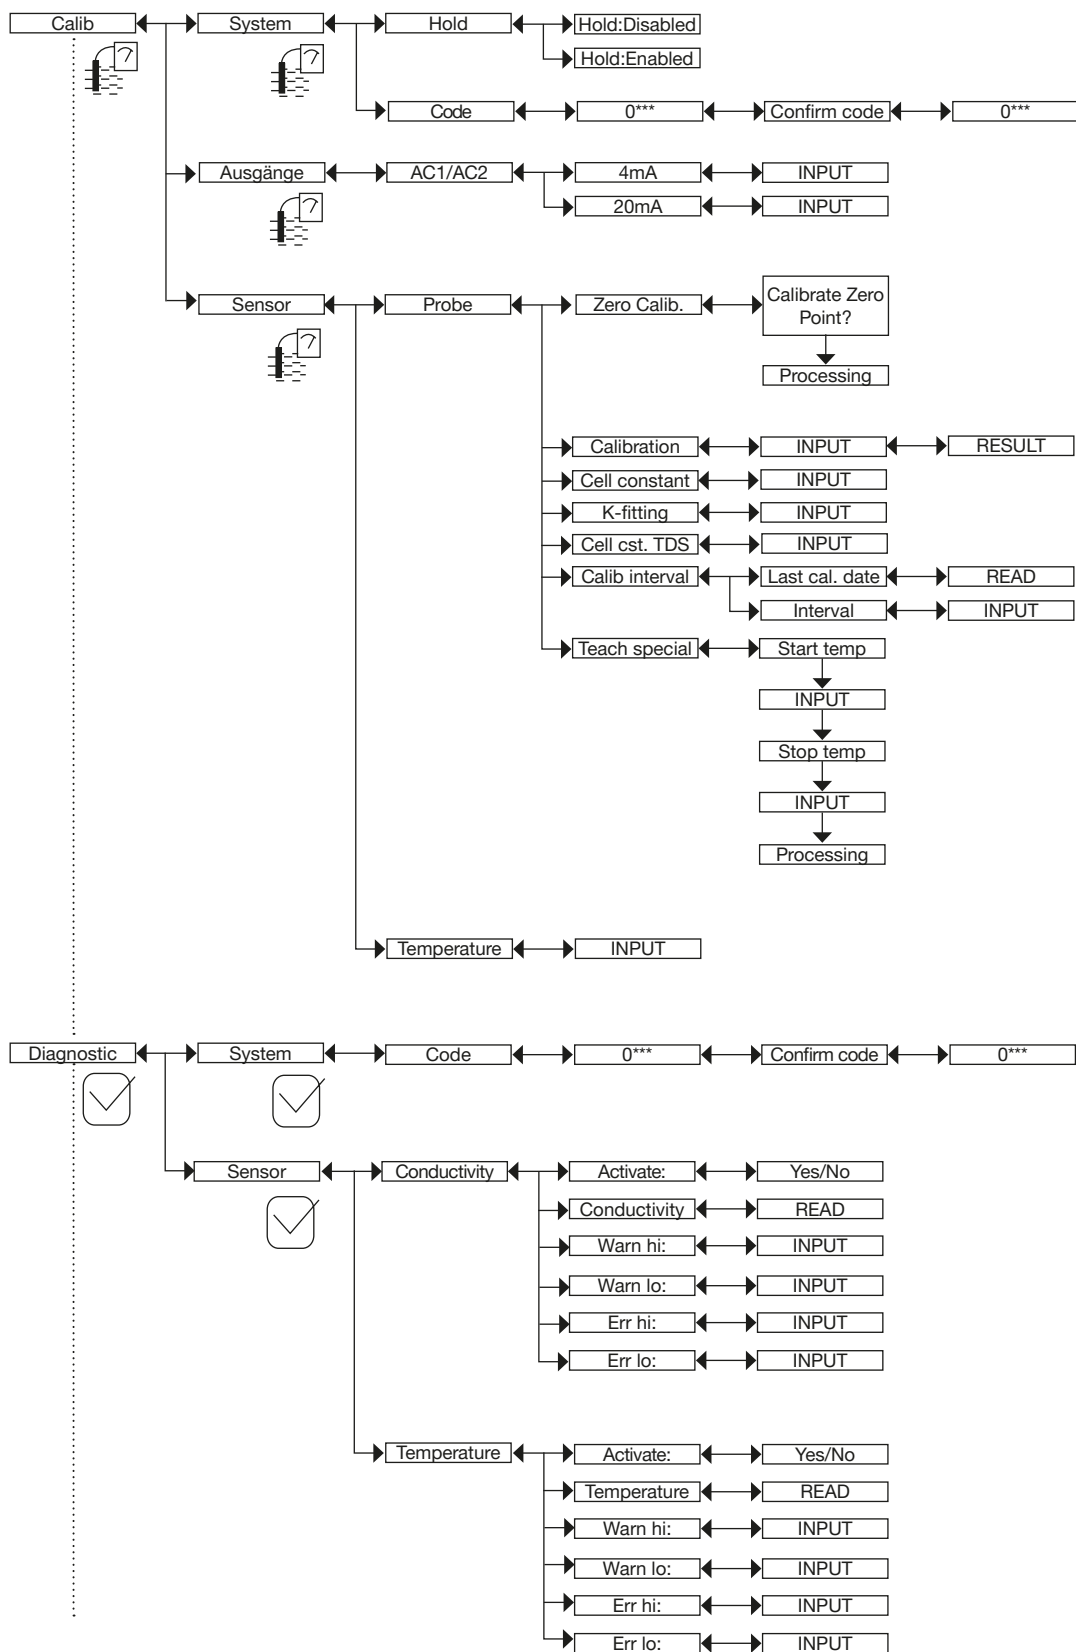 Calib System Hold Hold:Disabled
Hold:Enabled
Code 0*** Confirm code 0***
Ausgänge AC1/AC2 4mA INPUT
20mA INPUT
Sensor Probe Zero Calib. Calibrate Zero
Point?
Processing
Calibration INPUT RESULT
Cell constant INPUT
K-fitting INPUT
Cell cst. TDS INPUT
Calib interval Last cal. date READ
Interval INPUT
Teach special Start temp
INPUT
Stop temp
INPUT
Processing
Temperature INPUT
Diagnostic System Code 0*** Confirm code 0***
Sensor Conductivity Activate: Yes/No
Conductivity READ
Warn hi: INPUT
Warn lo: INPUT
Err hi: INPUT
Err lo: INPUT
Temperature Activate: Yes/No
Temperature READ
Warn hi: INPUT
Warn lo: INPUT
Err hi: INPUT
Err lo: INPUT